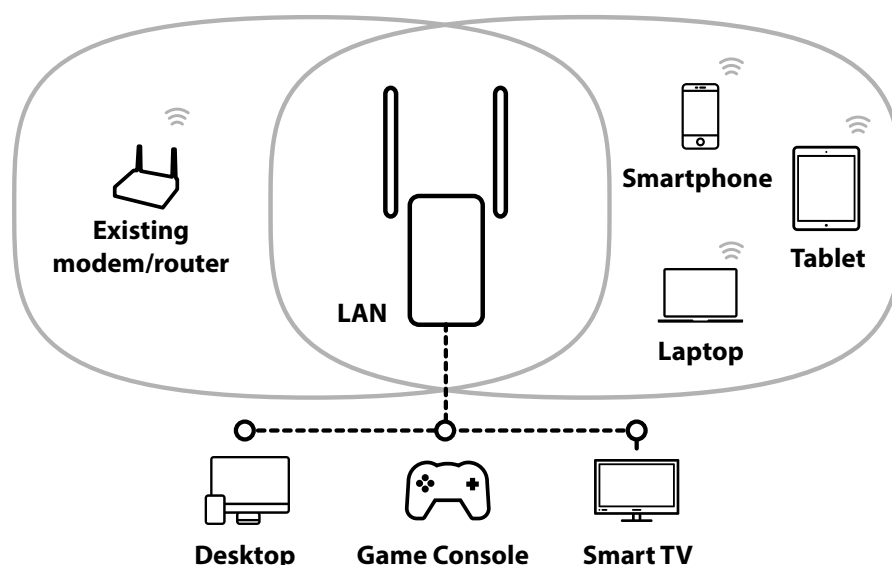 Existing
modem/router
LAN
Smartphone
Tablet
Laptop
Desktop
Game Console
Smart TV